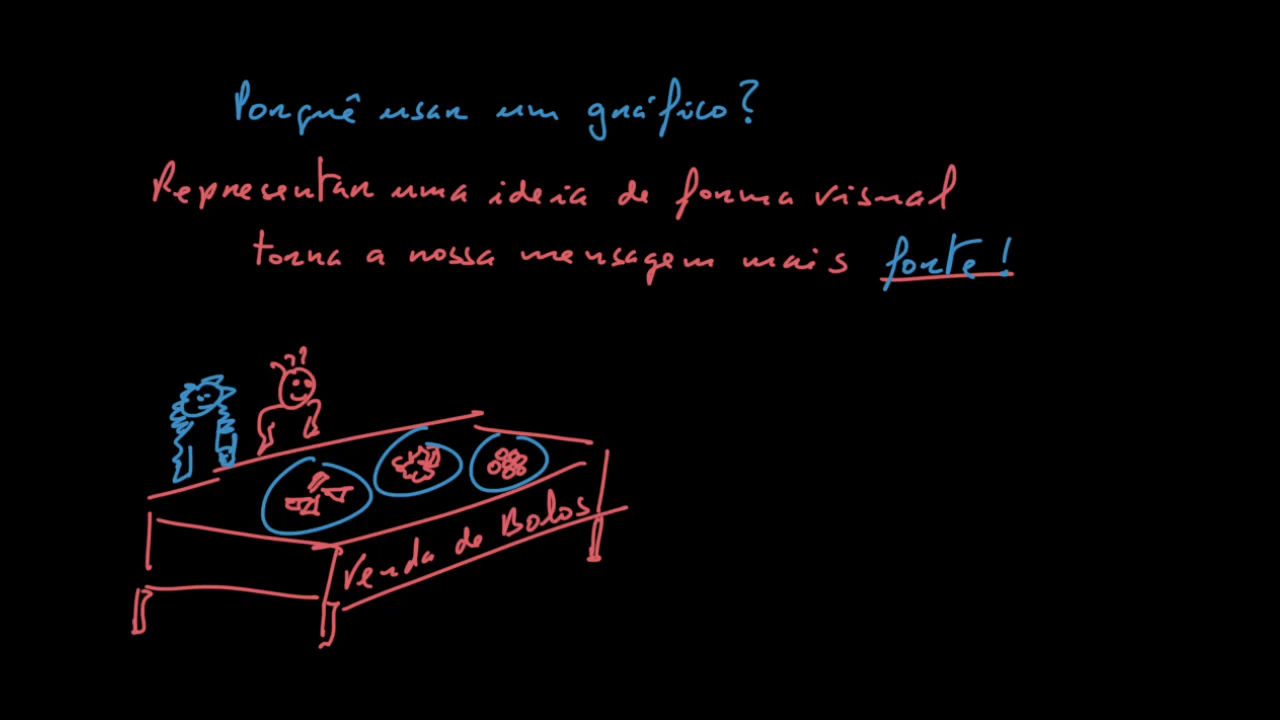 Porquê usar um gráfico?
Representar uma ideia de forma visual
torna a nossa mensagem mais forte!
Venda de Bolos